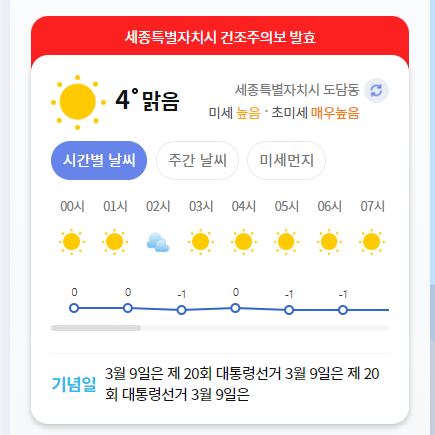 세종특별자치시 건조주의보 발효
4° 맑음
세종특별자치시 도담동
미세 높음 · 초미세 매우높음
시간별 날씨 주간 날씨 미세먼지
00시 01시 02시 03시 04시 05시 06시 07시
0 0 -1 0 -1 -1
기념일
3월 9일은 제 20회 대통령선거 3월 9일은 제 20
회 대통령선거 3월 9일은